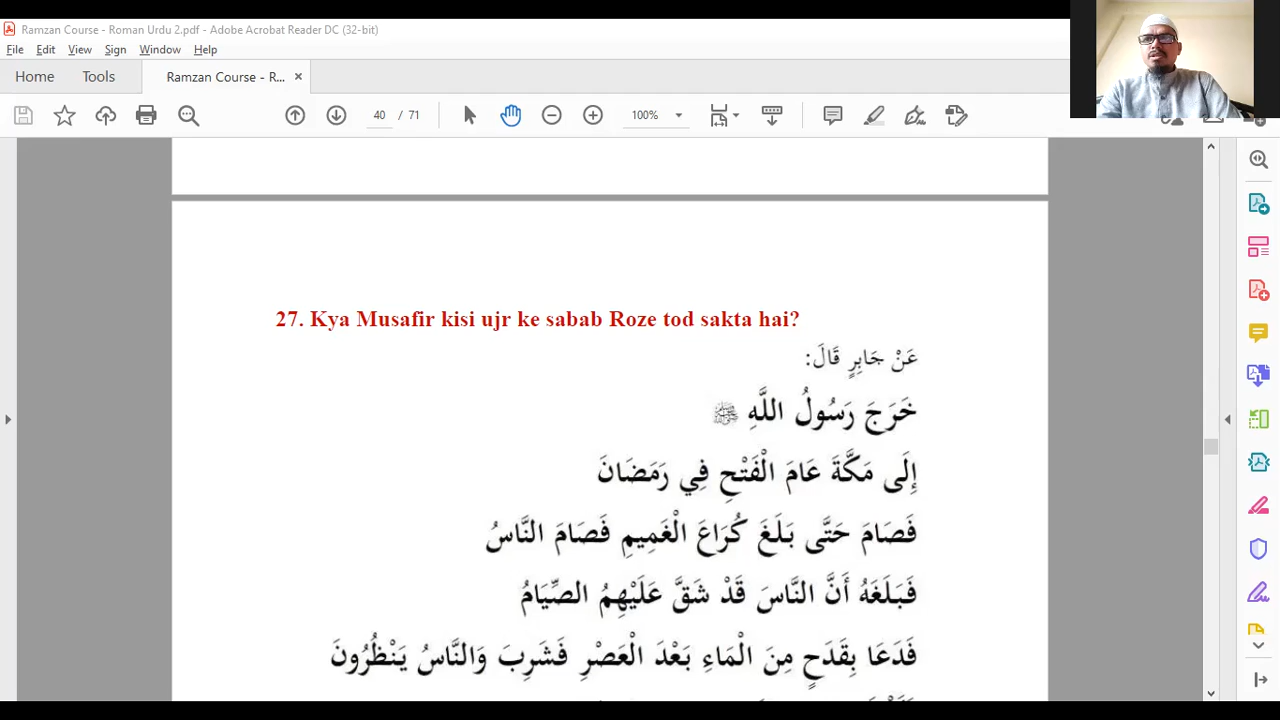 Ramzan Course - Roman Urdu 2.pdf - Adobe Acrobat Reader DC (32-bit)
File Edit View Sign Window Help
Home Tools Ramzan Course - R... ×
40 / 71 100%
27. Kya Musafir kisi ujr ke sabab Roze tod sakta hai?
عَنْ جَابِرٍ قَالَ:
خَرَجَ رَسُولُ اللَّهِ ﷺ
إِلَى مَكَّةَ عَامَ الْفَتْحِ فِي رَمَضَانَ
فَصَامَ حَتَّى بَلَغَ كُرَاعَ الْغَمِيمِ فَصَامَ النَّاسُ
فَبَلَغَهُ أَنَّ النَّاسَ قَدْ شَقَّ عَلَيْهِمُ الصِّيَامُ
فَدَعَا بِقَدَحٍ مِنَ الْمَاءِ بَعْدَ الْعَصْرِ فَشَرِبَ وَالنَّاسُ يَنْظُرُونَ